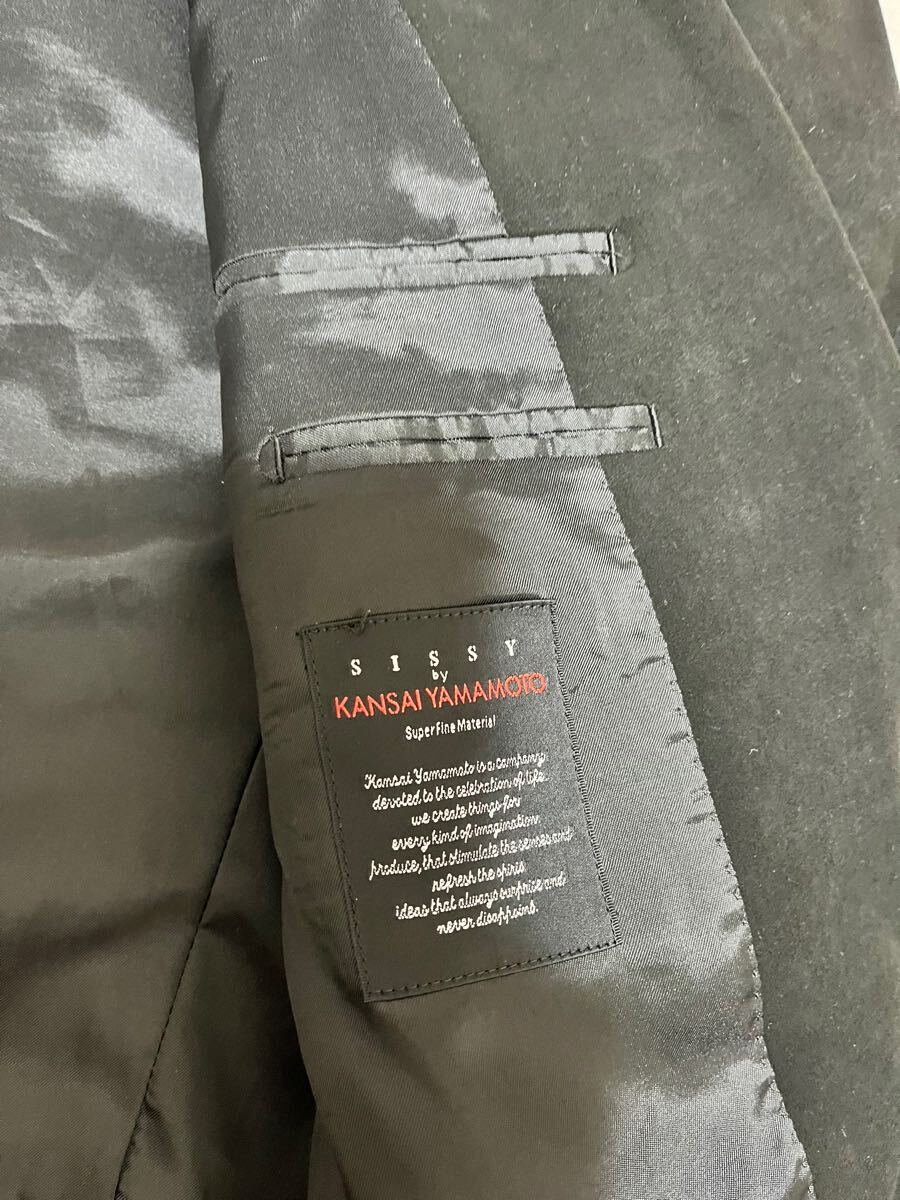 SISSY
by
KANSAI YAMAMOTO
SuperFine Material
Kansai Yamamoto is a company
devoted to the celebration of life.
we create things for
every kind of imagination.
produce, that stimulate the senses and
refresh the spirits
ideas that always surprise and
never disappoint.